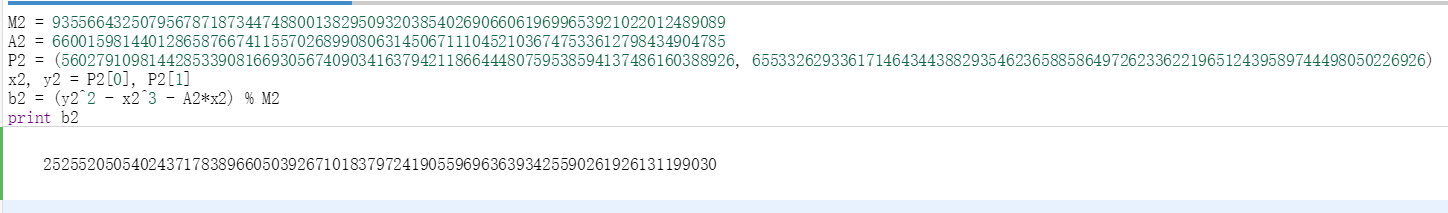 M2 = 93556643250795678718734474880013829509320385402690660619699653921022012489089
A2 = 66001598144012865876674115570268990806314506711104521036747533612798434904785
P2 = (56027910981442853390816693056740903416379421186644480759538594137486160388926, 65533262933617146434438829354623658858649726233622196512439589744498050226926)
x2, y2 = P2[0], P2[1]
b2 = (y2^2 - x2^3 - A2*x2) % M2
print b2
25255205054024371783896605039267101837972419055969636393425590261926131199030